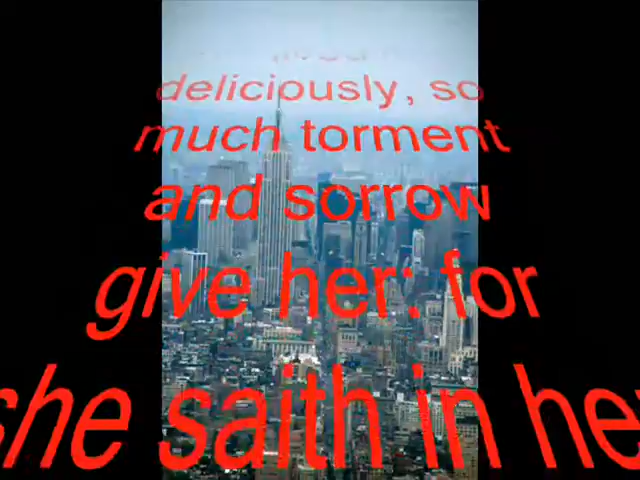 deliciously, so
much torment
and sorrow
give her: for
she saith in he